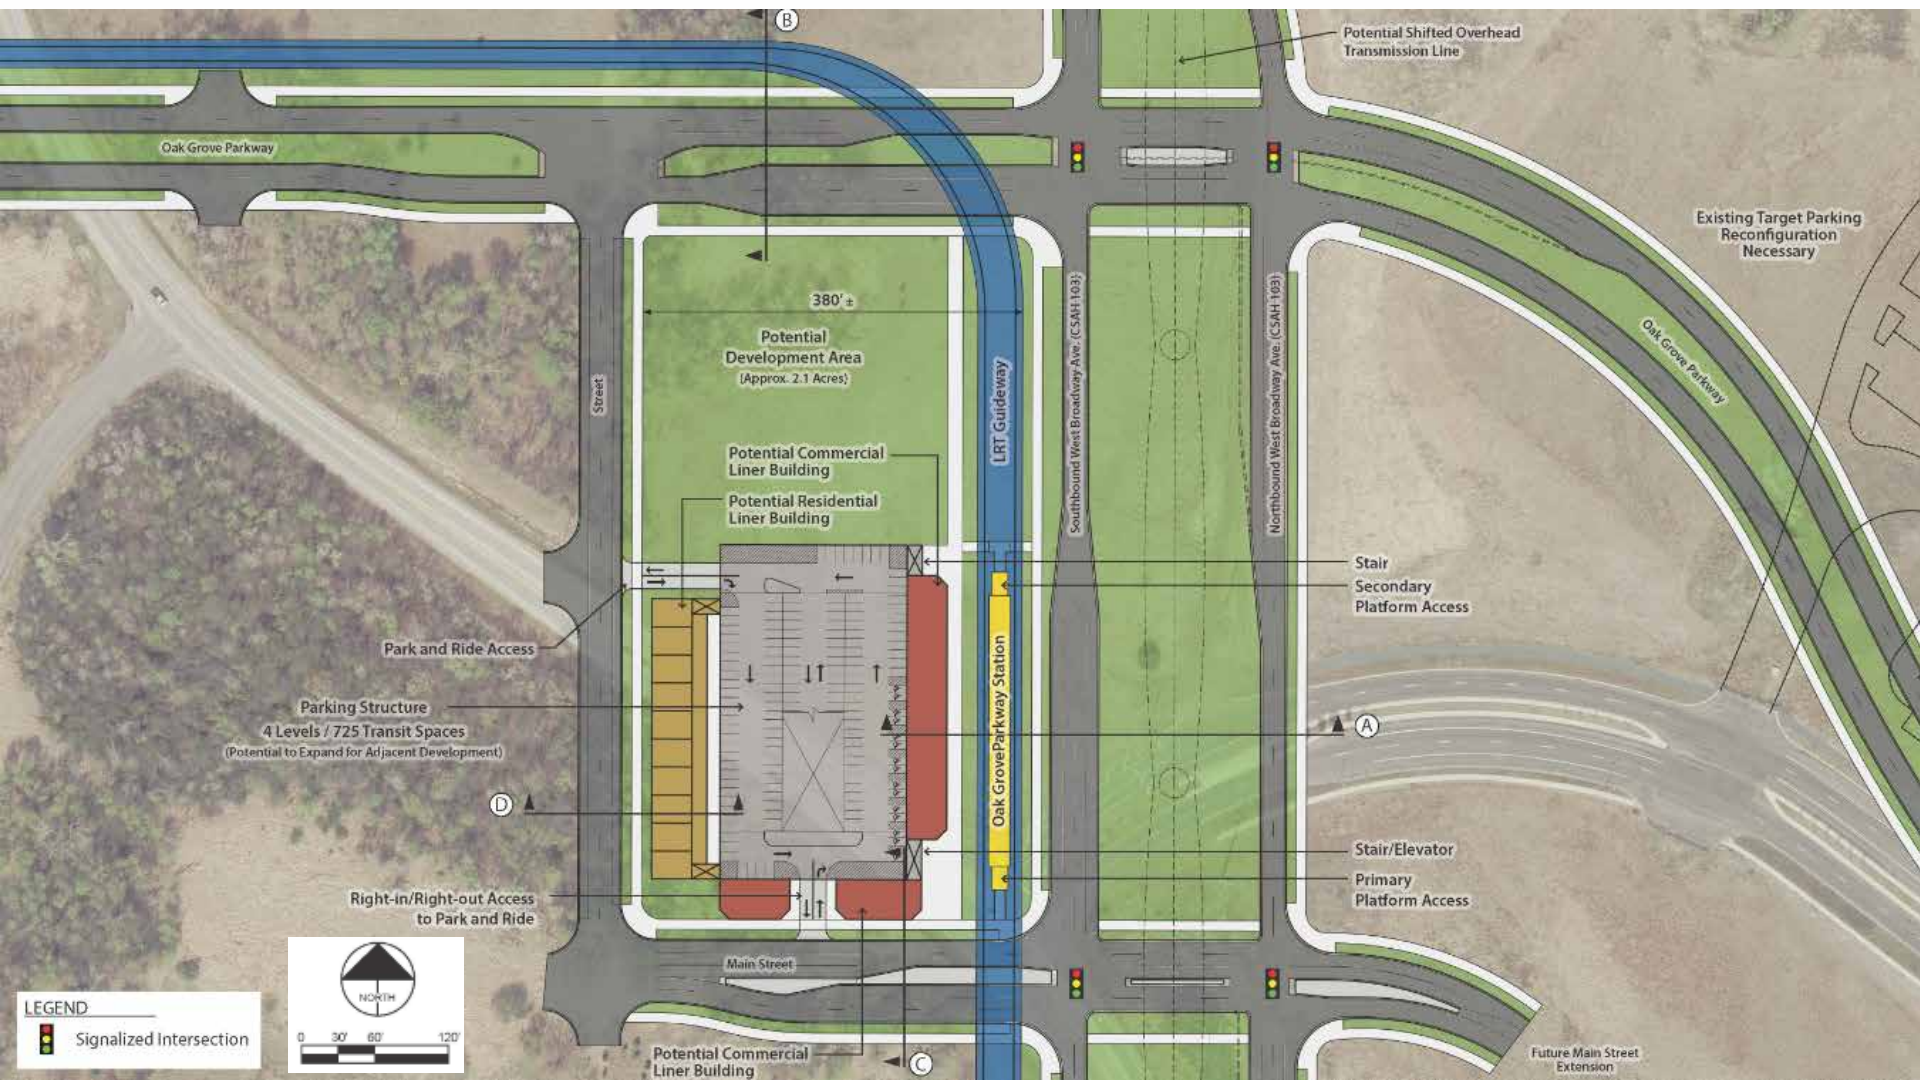 B
Potential Shifted Overhead
Transmission Line
Oak Grove Parkway
Existing Target Parking
Reconfiguration
Necessary
380' ±
Potential
Development Area
(Approx. 2.1 Acres)
Street
LRT Guideway
Southbound West Broadway Ave. (CSAH 103)
Northbound West Broadway Ave. (CSAH 103)
Oak Grove Parkway
Potential Commercial
Liner Building
Potential Residential
Liner Building
Stair
Secondary
Platform Access
Park and Ride Access
Oak GroveParkway Station
Parking Structure
4 Levels / 725 Transit Spaces
(Potential to Expand for Adjacent Development)
A
D
Stair/Elevator
Primary
Platform Access
Right-in/Right-out Access
to Park and Ride
Main Street
NORTH
0 30' 60' 120'
LEGEND
Signalized Intersection
Potential Commercial
Liner Building
C
Future Main Street
Extension